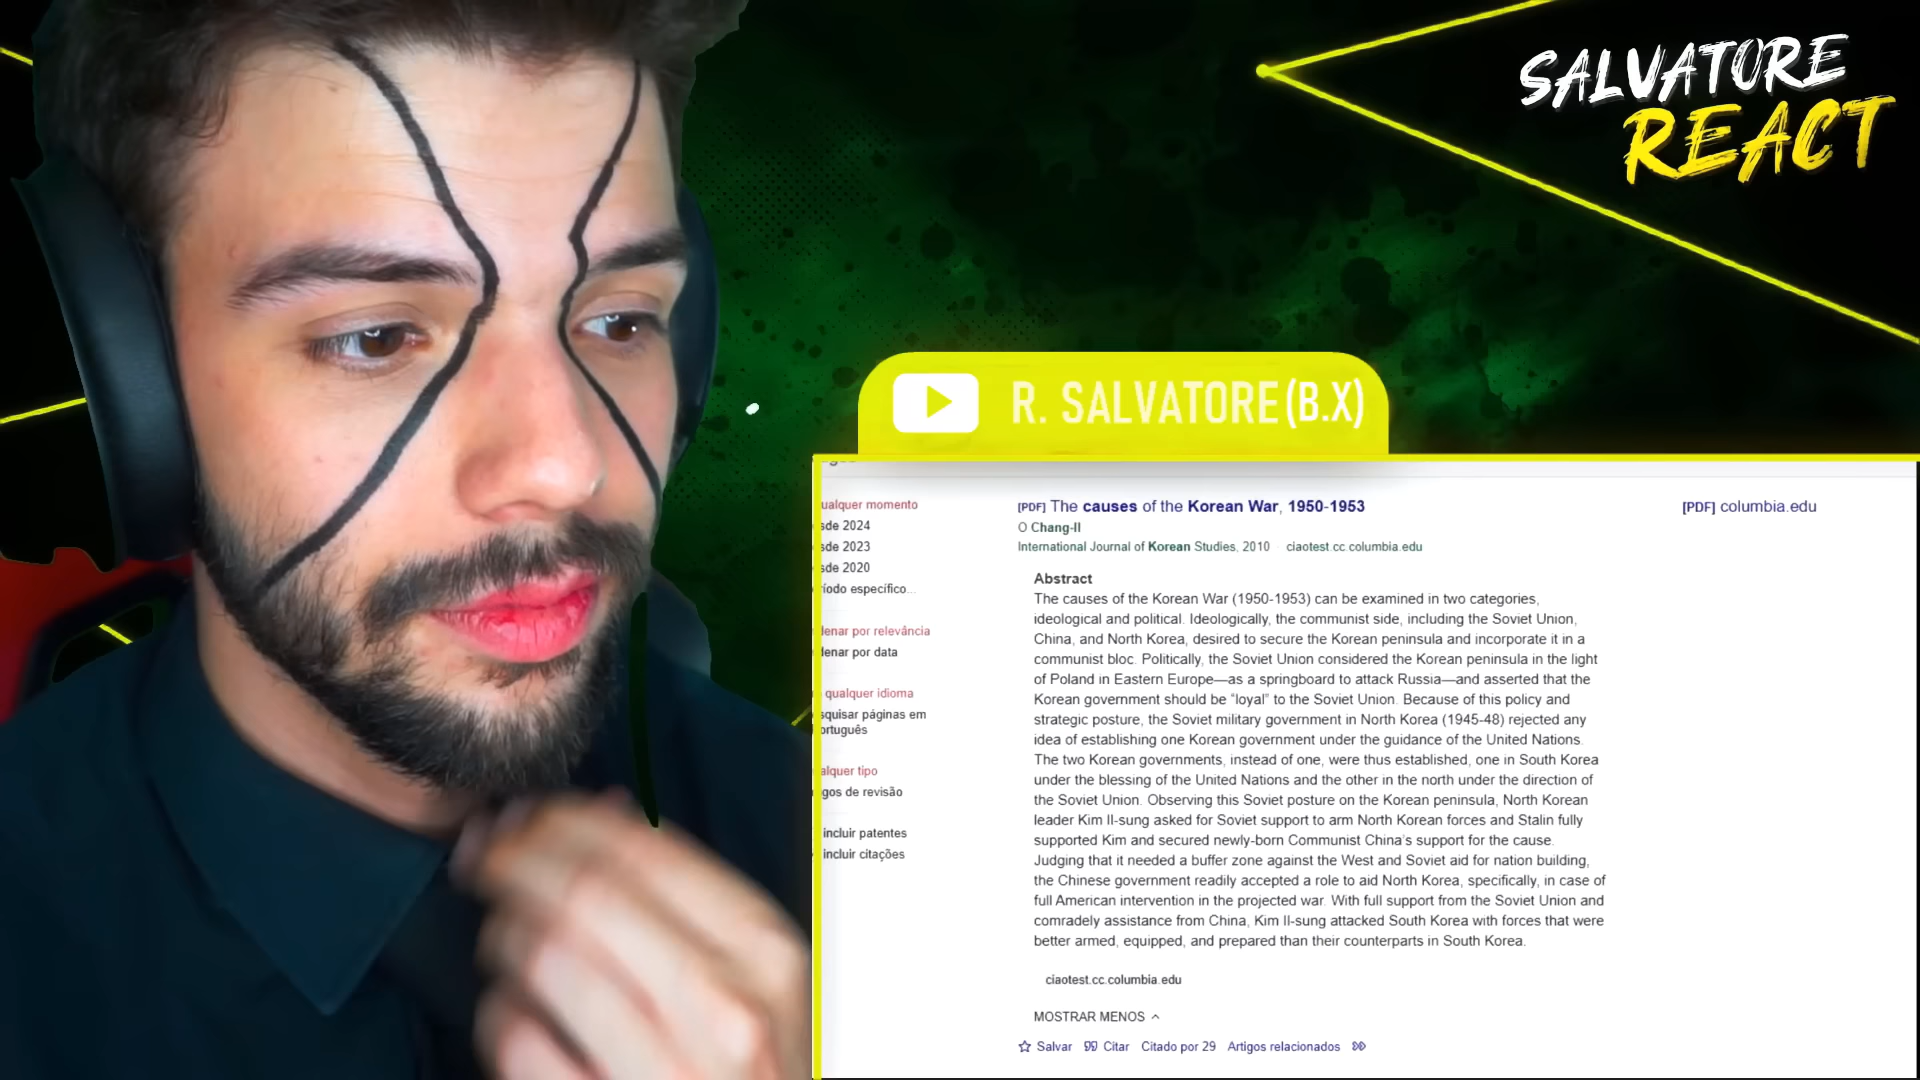 SALVATORE
REACT
R. SALVATORE (B.X)
ualquer momento
sde 2024
sde 2023
sde 2020
ríodo específico...
denar por relevância
denar por data
qualquer idioma
squisar páginas em
ortuguês
alquer tipo
gos de revisão
incluir patentes
incluir citações
[PDF] The causes of the Korean War, 1950-1953
O Chang-Il
International Journal of Korean Studies, 2010 · ciaotest.cc.columbia.edu
Abstract
The causes of the Korean War (1950-1953) can be examined in two categories,
ideological and political. Ideologically, the communist side, including the Soviet Union,
China, and North Korea, desired to secure the Korean peninsula and incorporate it in a
communist bloc. Politically, the Soviet Union considered the Korean peninsula in the light
of Poland in Eastern Europe—as a springboard to attack Russia—and asserted that the
Korean government should be “loyal” to the Soviet Union. Because of this policy and
strategic posture, the Soviet military government in North Korea (1945-48) rejected any
idea of establishing one Korean government under the guidance of the United Nations.
The two Korean governments, instead of one, were thus established, one in South Korea
under the blessing of the United Nations and the other in the north under the direction of
the Soviet Union. Observing this Soviet posture on the Korean peninsula, North Korean
leader Kim Il-sung asked for Soviet support to arm North Korean forces and Stalin fully
supported Kim and secured newly-born Communist China’s support for the cause.
Judging that it needed a buffer zone against the West and Soviet aid for nation building,
the Chinese government readily accepted a role to aid North Korea, specifically, in case of
full American intervention in the projected war. With full support from the Soviet Union and
comradely assistance from China, Kim Il-sung attacked South Korea with forces that were
better armed, equipped, and prepared than their counterparts in South Korea.
ciaotest.cc.columbia.edu
MOSTRAR MENOS
Salvar Citar Citado por 29 Artigos relacionados
[PDF] columbia.edu